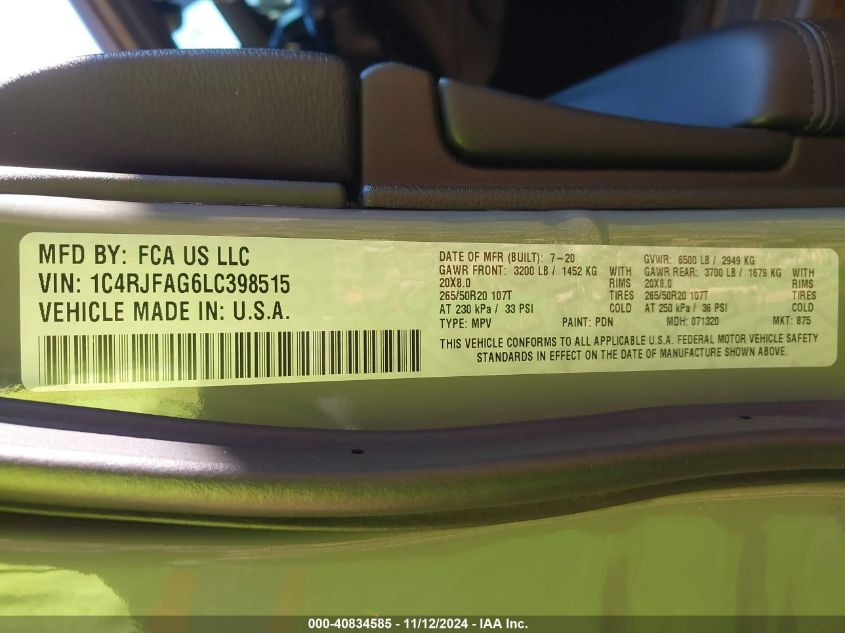 MFD BY: FCA US LLC
VIN: 1C4RJFAG6LC398515
VEHICLE MADE IN: U.S.A.
DATE OF MFR (BUILT): 7-20
GVWR: 6500 LB / 2949 KG
GAWR FRONT: 3200 LB / 1452 KG WITH
GAWR REAR: 3700 LB / 1679 KG WITH
20X8.0 RIMS
20X8.0 RIMS
265/50R20 107T TIRES
265/50R20 107T TIRES
AT 230 kPa / 33 PSI COLD
AT 250 kPa / 36 PSI COLD
TYPE: MPV PAINT: PDN MDH: 071320 MKT: 875
THIS VEHICLE CONFORMS TO ALL APPLICABLE U.S.A. FEDERAL MOTOR VEHICLE SAFETY
STANDARDS IN EFFECT ON THE DATE OF MANUFACTURE SHOWN ABOVE.
000-40834585 - 11/12/2024 - IAA Inc.